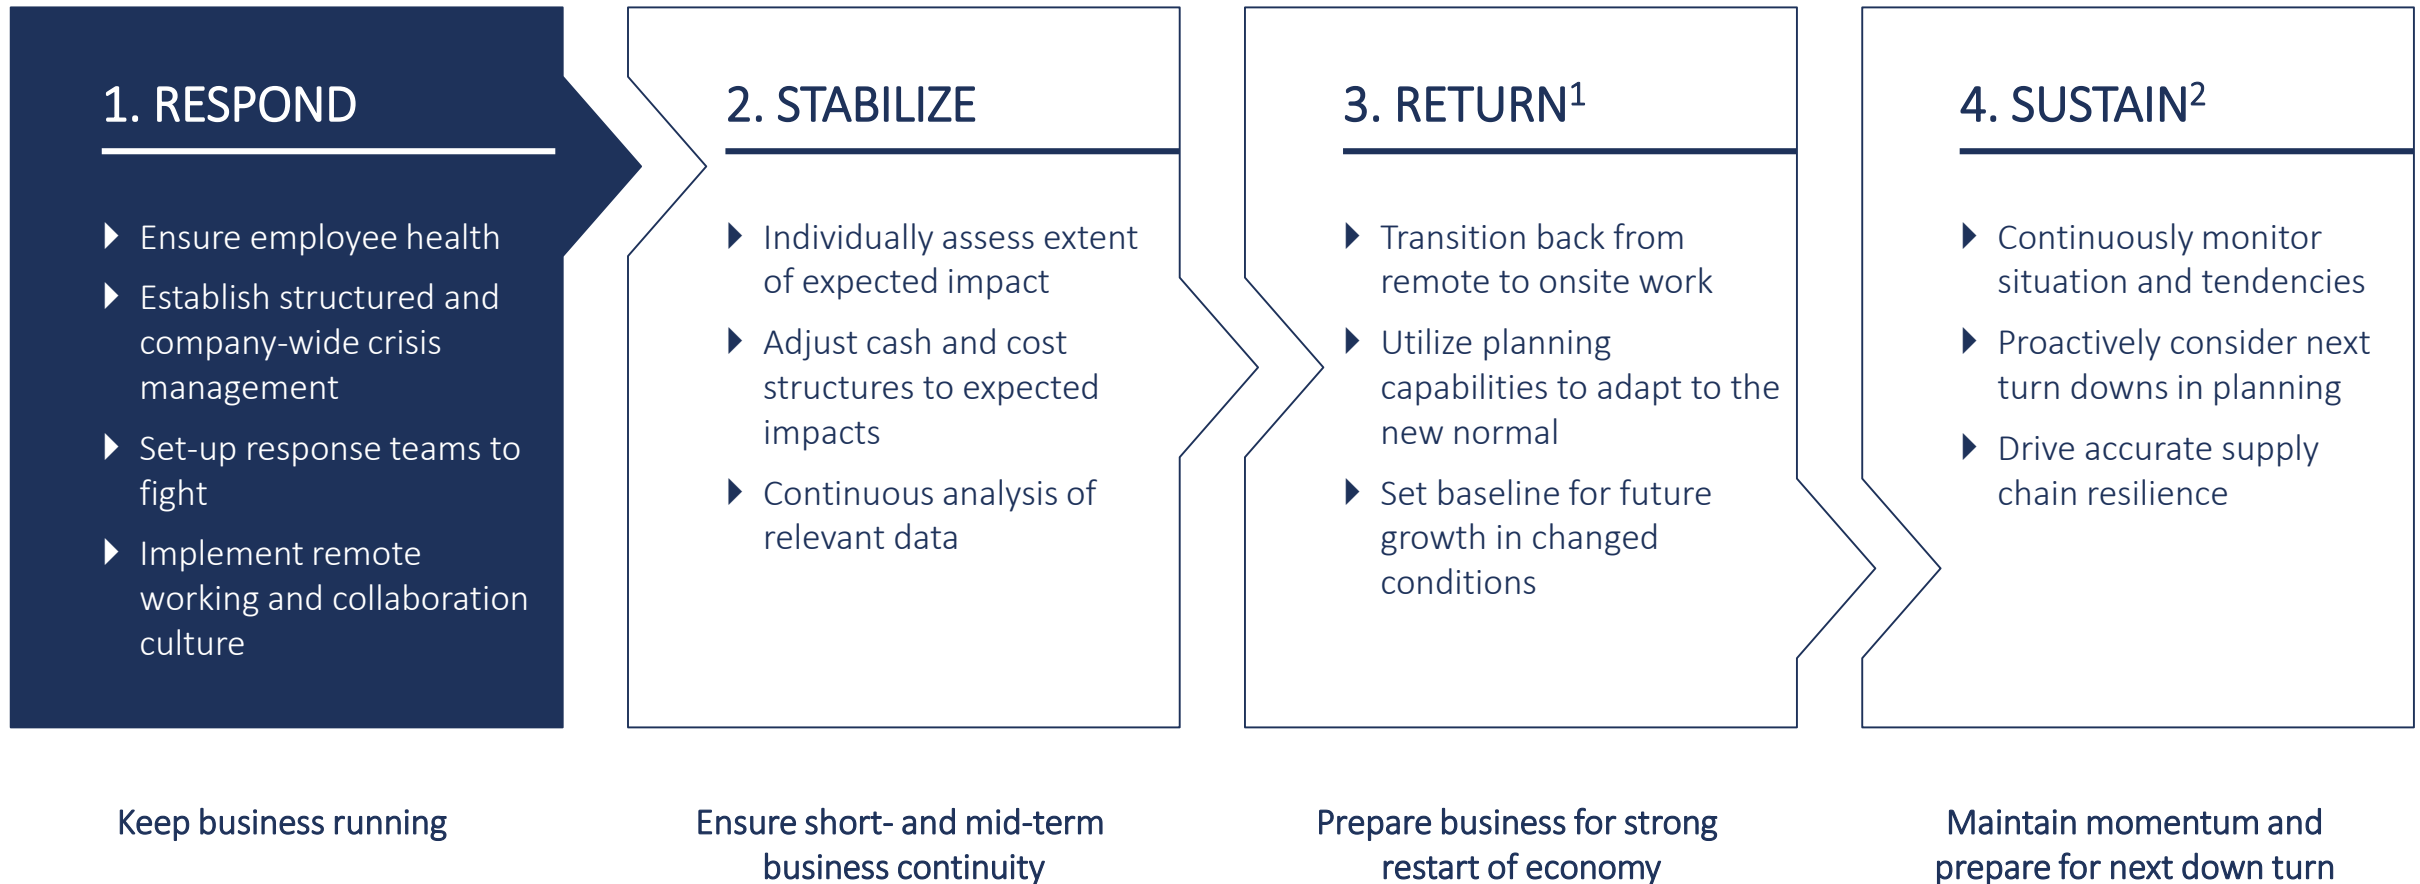 1. RESPOND
Ensure employee health
Establish structured and
company-wide crisis
management
Set-up response teams to
fight
Implement remote
working and collaboration
culture
Keep business running
2. STABILIZE
Individually assess extent
of expected impact
Adjust cash and cost
structures to expected
impacts
Continuous analysis of
relevant data
Ensure short- and mid-term
business continuity
3. RETURN¹
Transition back from
remote to onsite work
Utilize planning
capabilities to adapt to the
new normal
Set baseline for future
growth in changed
conditions
Prepare business for strong
restart of economy
4. SUSTAIN²
Continuously monitor
situation and tendencies
Proactively consider next
turn downs in planning
Drive accurate supply
chain resilience
Maintain momentum and
prepare for next down turn